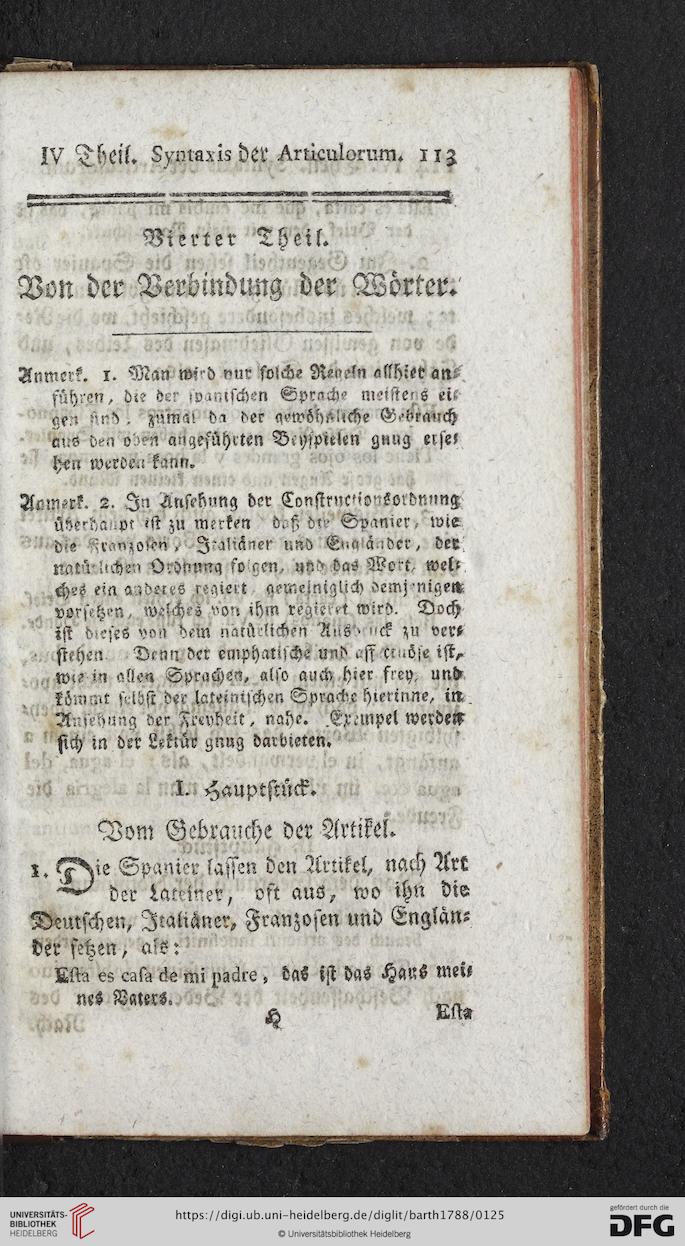 IV Theil. Syntaxis der Articulorum. 113
Vierter Theil.
Von der Verbindung der Wörter.
Anmerk. 1. Man wird nur solche Regeln allhier an-
führen, die der spanischen Sprache meistens ei-
gen sind, zumal da der gewöhnliche Gebrauch
aus den oben angeführten Beyspielen gnug erse-
hen werden kann.
Anmerk. 2. In Ansehung der Constructionsordnung
überhaupt ist zu merken daß die Spanier, wie
die Franzosen, Italiäner und Engländer, der
natürlichen Ordnung folgen, und das Wort, wel-
ches ein anderes regiert, gemeiniglich demjenigen
vorsetzen, welches von ihm regieret wird. Doch
ist dieses von dem natürlichen Ausdruck zu ver-
stehen. Denn der emphatische und ist,
wie in allen Sprachen, also auch hier frey, und
kömmt selbst der lateinischen Sprache hierinne, in
Ansehung der Freyheit, nahe. Exempel werden
sich in der Lektür gnug darbieten.
I. Hauptstück.
Vom Gebrauche der Artikel.
1. Die Spanier lassen den Artikel, nach Art
der Lateiner, oft aus, wo ihn die
Deutschen, Italiäner, Franzosen und Englän-
der setzen, als:
Esta es casa de mi padre, das ist das Haus mei-
nes Vaters.
H Esta
UNIVERSITÄTS-
BIBLIOTHEK
HEIDELBERG
https://digi.ub.uni-heidelberg.de/diglit/barth1788/0125
© Universitätsbibliothek Heidelberg
gefördert durch die
DFG